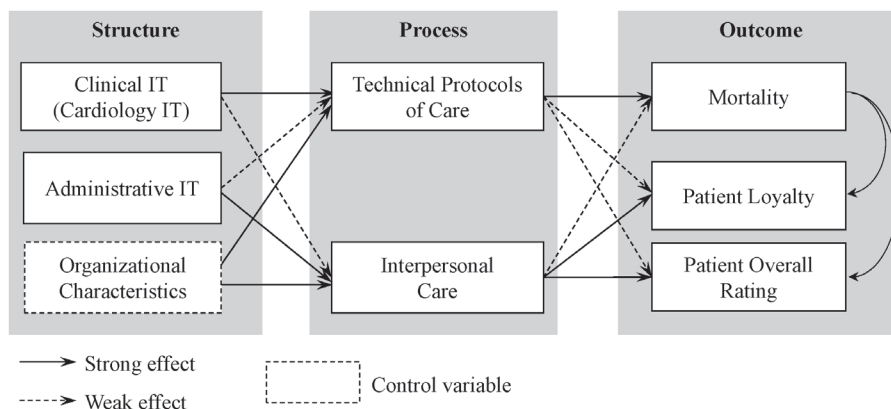 Structure
Clinical IT
(Cardiology IT)
Administrative IT
Organizational
Characteristics
Process
Technical Protocols
of Care
Interpersonal
Care
Outcome
Mortality
Patient Loyalty
Patient Overall
Rating
Strong effect
Weak effect
Control variable